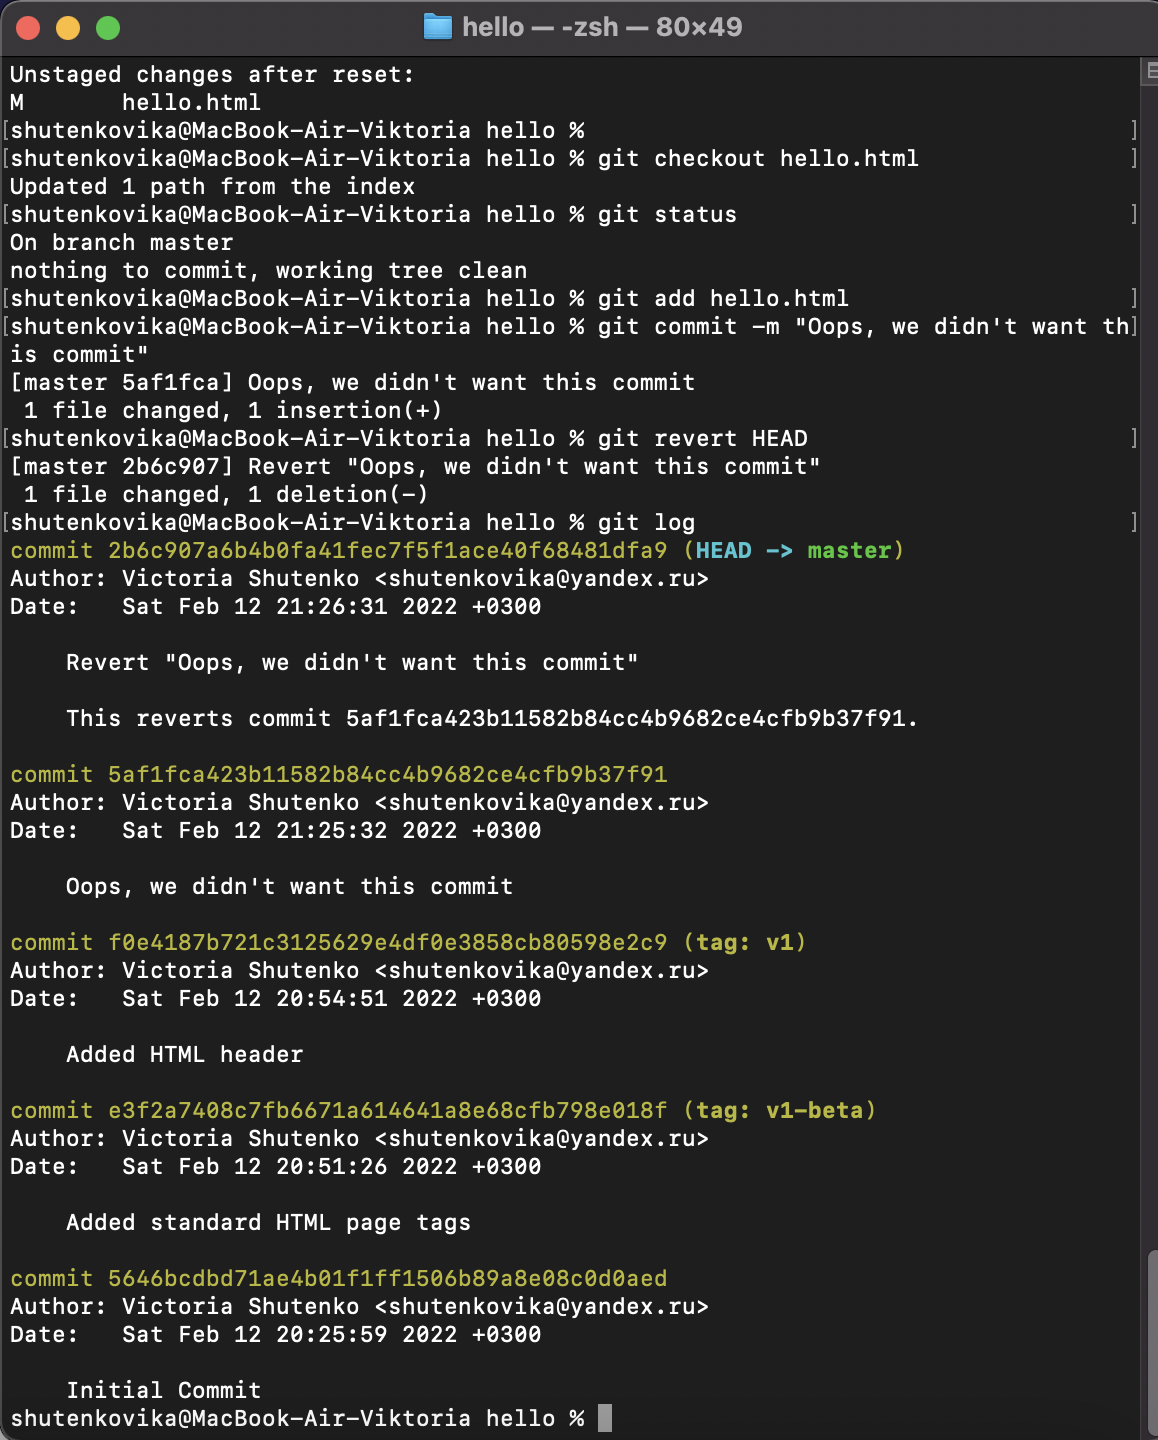 hello — -zsh — 80×49
Unstaged changes after reset:
M       hello.html
[shutenkovika@MacBook-Air-Viktoria hello % ]
[shutenkovika@MacBook-Air-Viktoria hello % git checkout hello.html ]
Updated 1 path from the index
[shutenkovika@MacBook-Air-Viktoria hello % git status ]
On branch master
nothing to commit, working tree clean
[shutenkovika@MacBook-Air-Viktoria hello % git add hello.html ]
[shutenkovika@MacBook-Air-Viktoria hello % git commit -m "Oops, we didn't want th]
is commit"
[master 5af1fca] Oops, we didn't want this commit
 1 file changed, 1 insertion(+)
[shutenkovika@MacBook-Air-Viktoria hello % git revert HEAD ]
[master 2b6c907] Revert "Oops, we didn't want this commit"
 1 file changed, 1 deletion(-)
[shutenkovika@MacBook-Air-Viktoria hello % git log ]
commit 2b6c907a6b4b0fa41fec7f5f1ace40f68481dfa9 (HEAD -> master)
Author: Victoria Shutenko <shutenkovika@yandex.ru>
Date:   Sat Feb 12 21:26:31 2022 +0300
    Revert "Oops, we didn't want this commit"
    This reverts commit 5af1fca423b11582b84cc4b9682ce4cfb9b37f91.
commit 5af1fca423b11582b84cc4b9682ce4cfb9b37f91
Author: Victoria Shutenko <shutenkovika@yandex.ru>
Date:   Sat Feb 12 21:25:32 2022 +0300
    Oops, we didn't want this commit
commit f0e4187b721c3125629e4df0e3858cb80598e2c9 (tag: v1)
Author: Victoria Shutenko <shutenkovika@yandex.ru>
Date:   Sat Feb 12 20:54:51 2022 +0300
    Added HTML header
commit e3f2a7408c7fb6671a614641a8e68cfb798e018f (tag: v1-beta)
Author: Victoria Shutenko <shutenkovika@yandex.ru>
Date:   Sat Feb 12 20:51:26 2022 +0300
    Added standard HTML page tags
commit 5646bcdbd71ae4b01f1ff1506b89a8e08c0d0aed
Author: Victoria Shutenko <shutenkovika@yandex.ru>
Date:   Sat Feb 12 20:25:59 2022 +0300
    Initial Commit
shutenkovika@MacBook-Air-Viktoria hello %